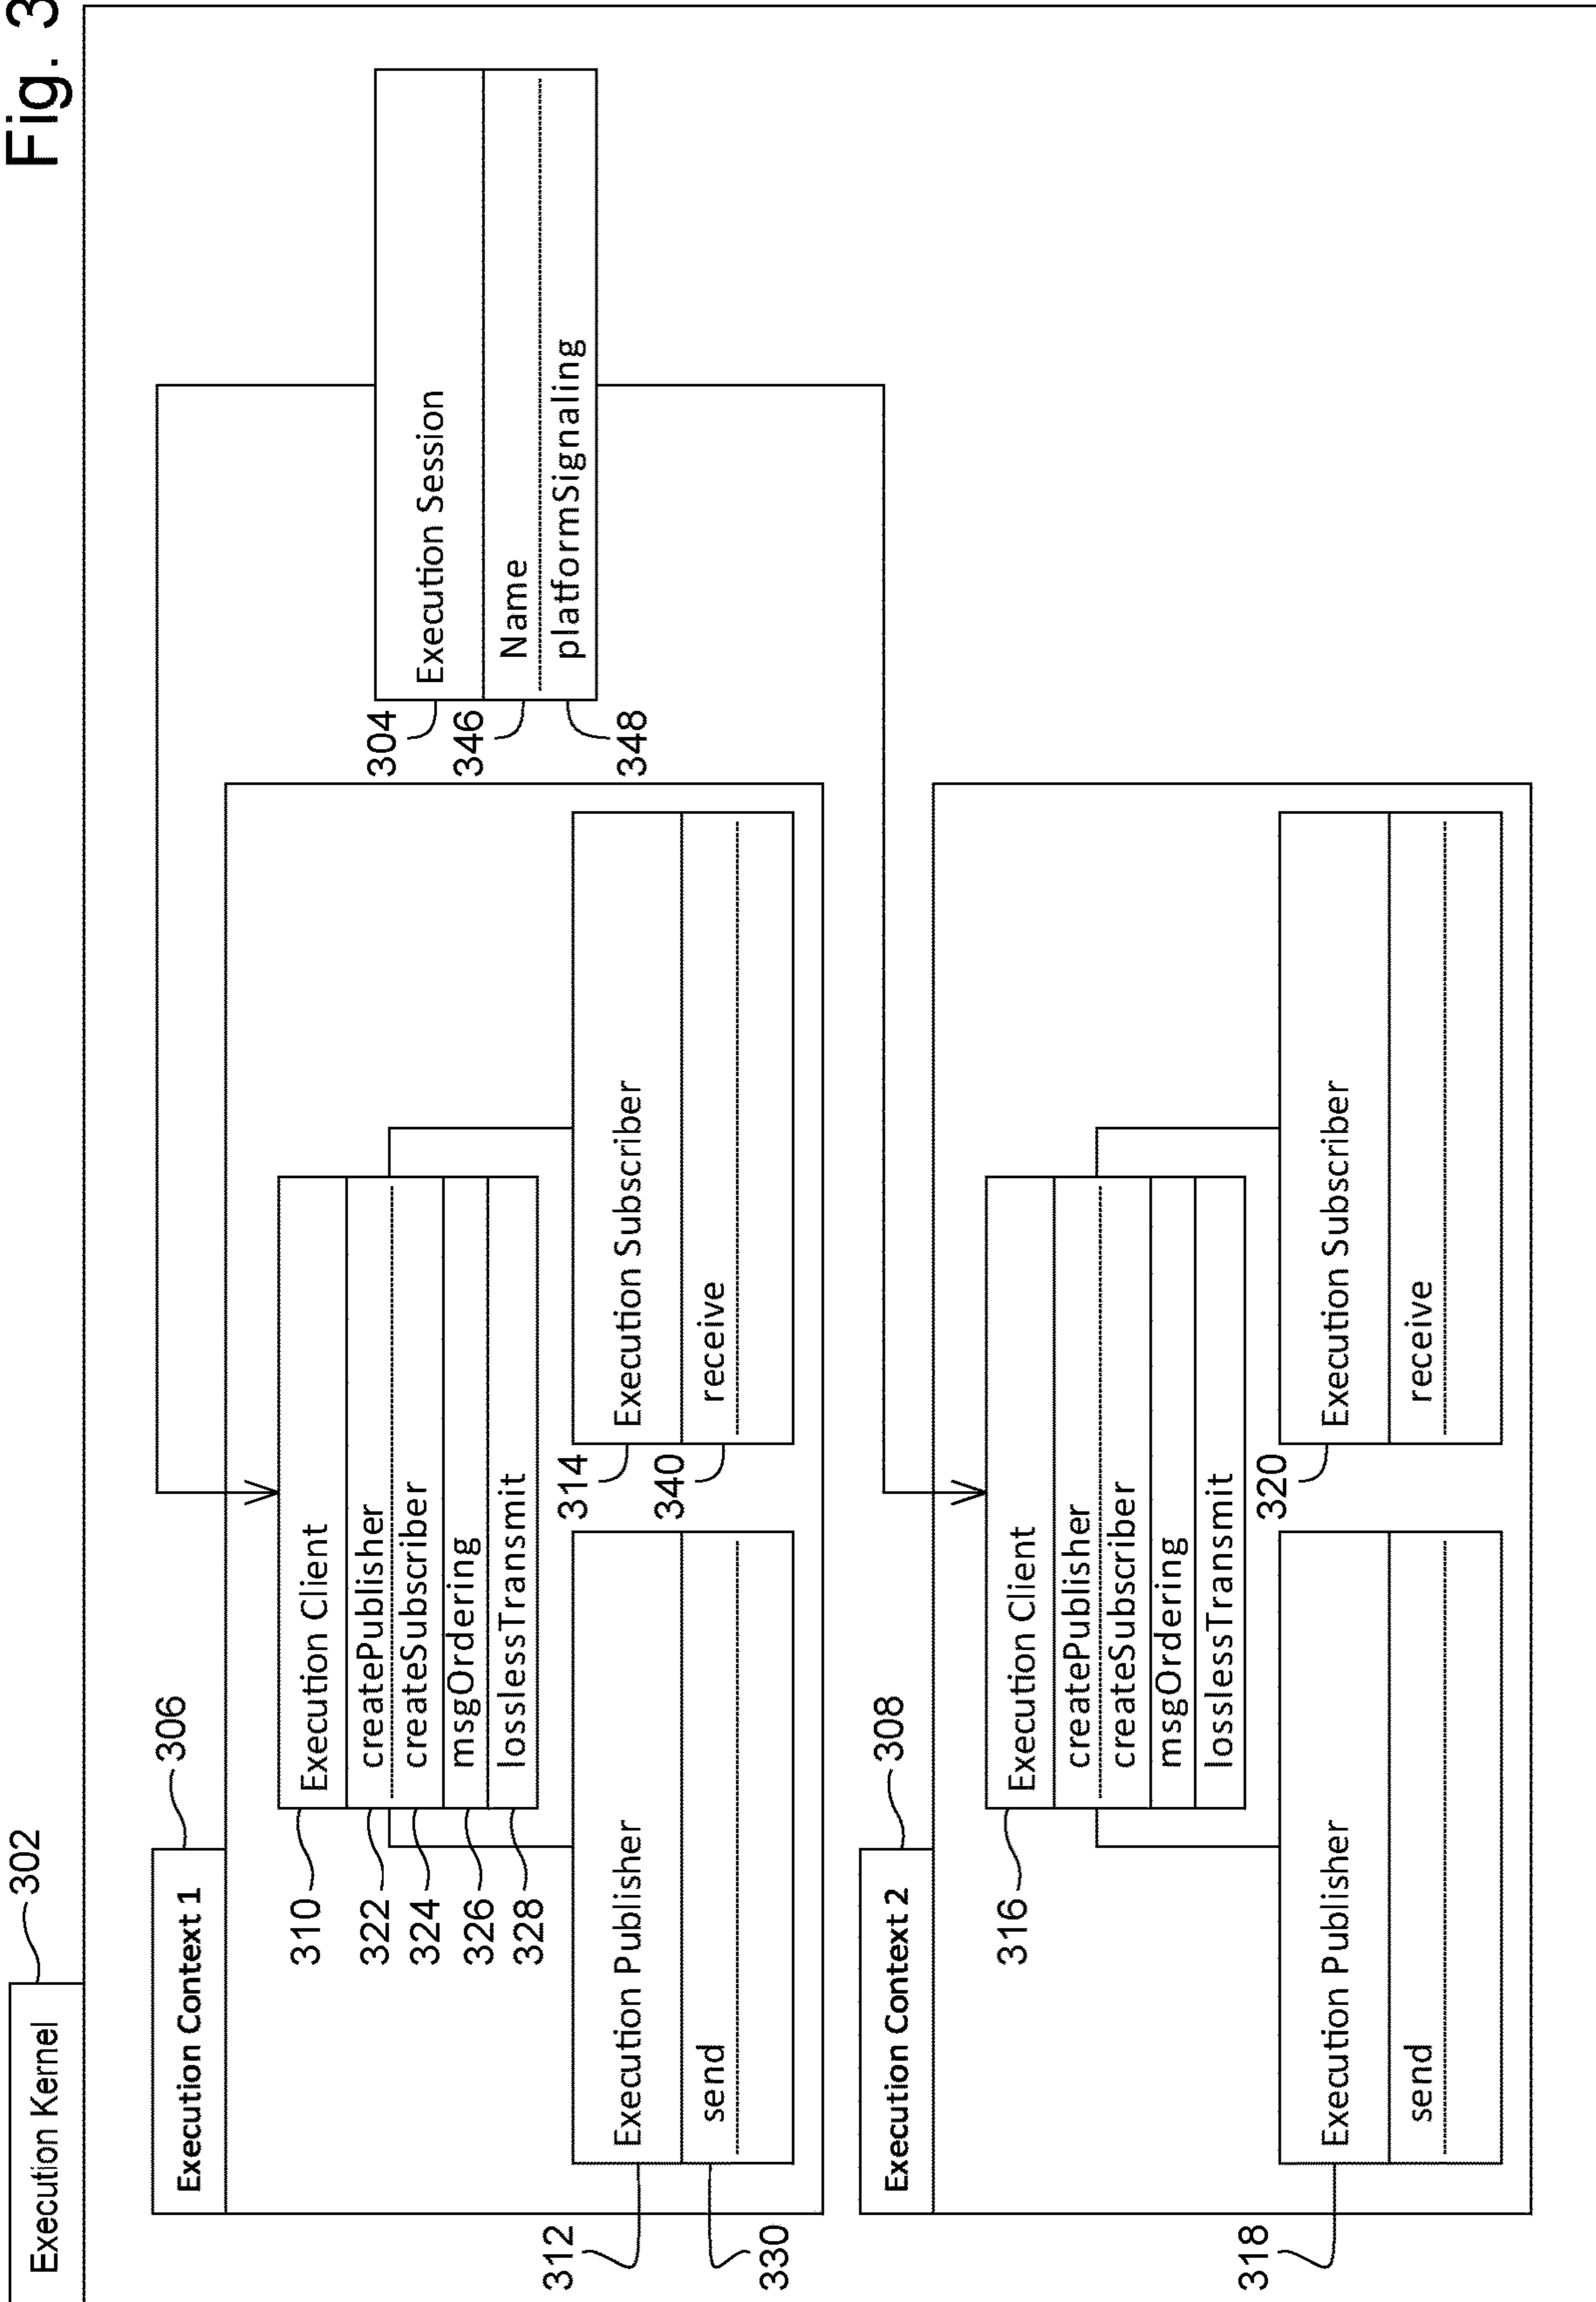 Fig. 3
Execution Kernel
302
Execution Context 1
306
310
Execution Client
322
createPublisher
324
createSubscriber
326
msgOrdering
328
losslessTransmit
312
Execution Publisher
330
send
314
Execution Subscriber
340
receive
304
Execution Session
346
Name
348
platformSignaling
Execution Context 2
308
316
Execution Client
createPublisher
createSubscriber
msgOrdering
losslessTransmit
318
Execution Publisher
send
320
Execution Subscriber
receive